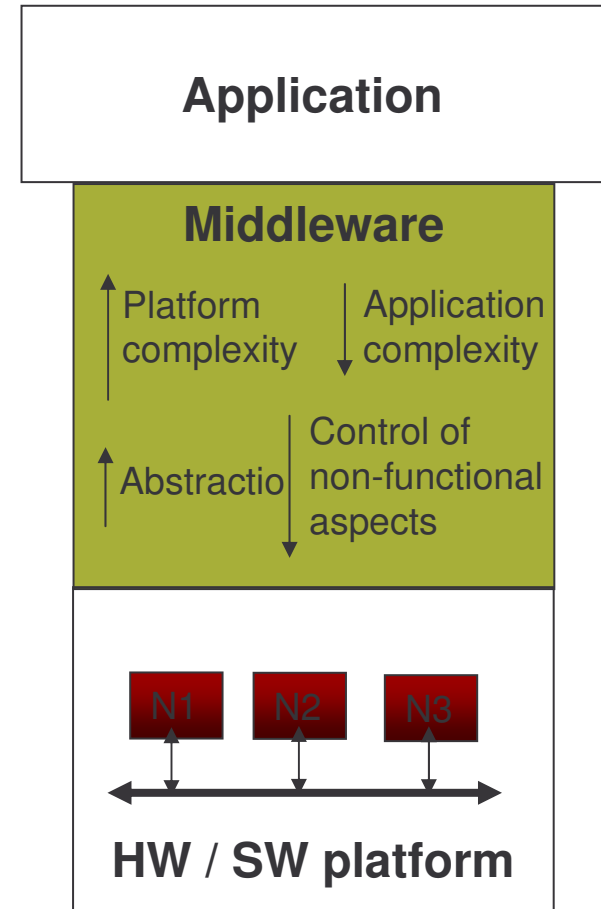 Application
Middleware
Platform
complexity
Application
complexity
Abstractio
Control of
non-functional
aspects
N1 N2 N3
HW / SW platform